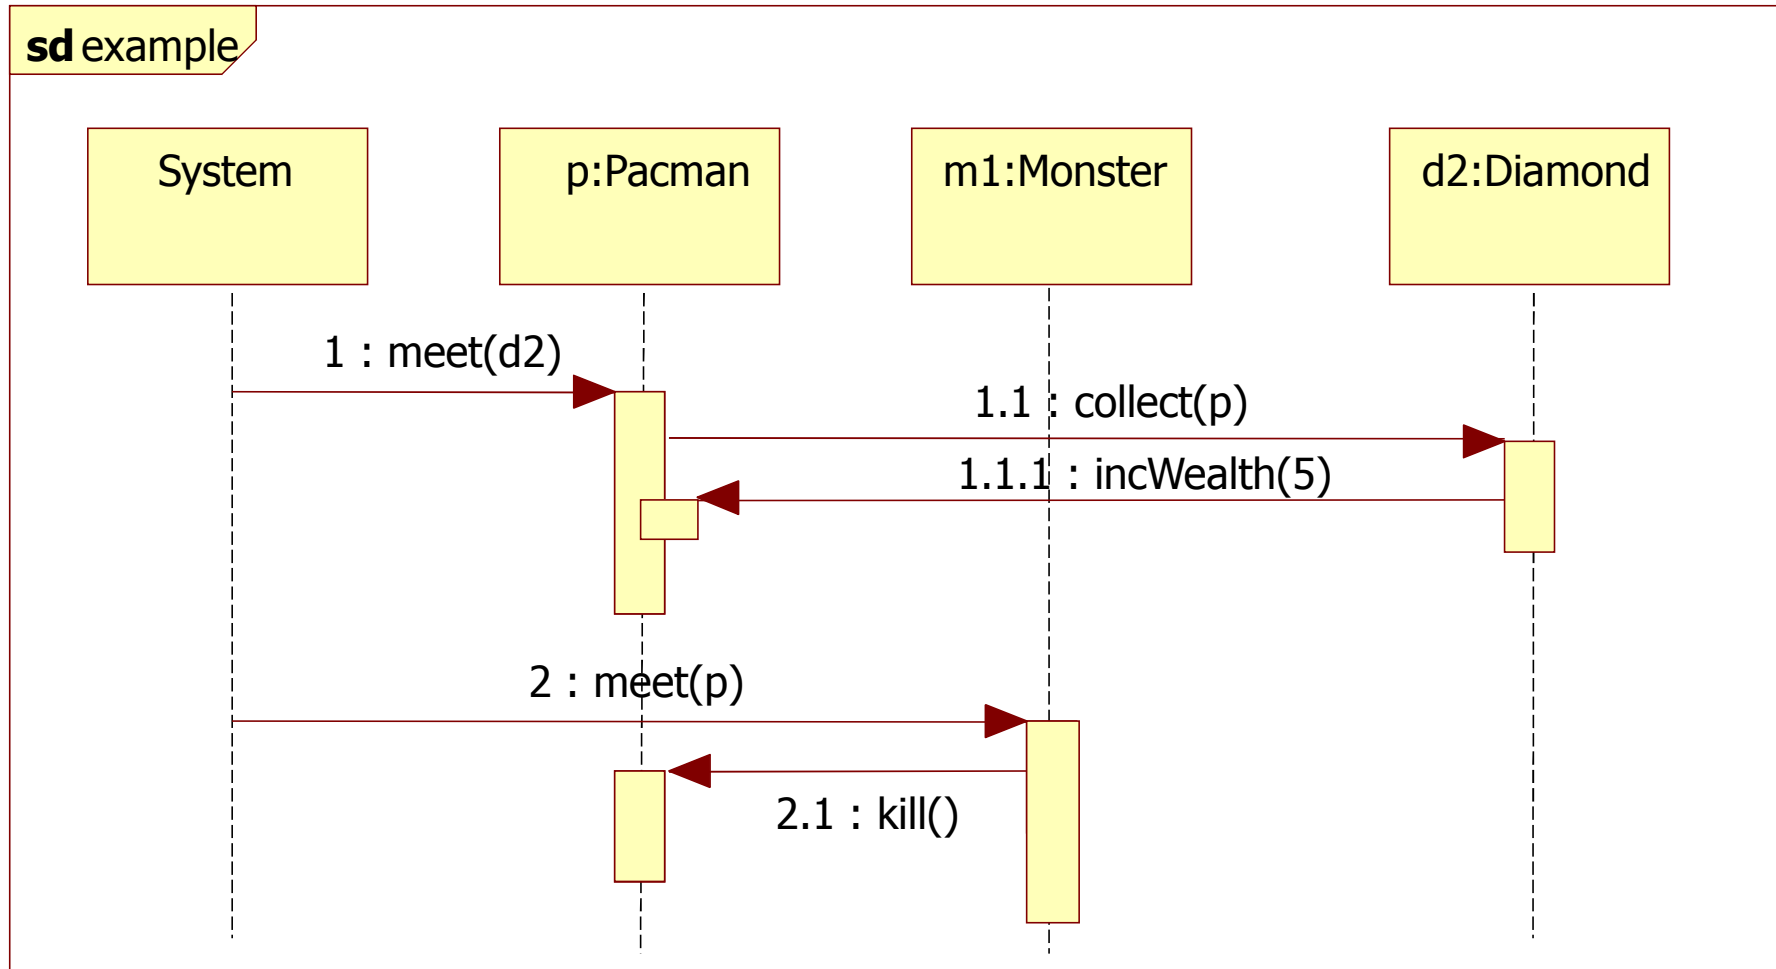 sd example
System
p:Pacman
m1:Monster
d2:Diamond
1 : meet(d2)
1.1 : collect(p)
1.1.1 : incWealth(5)
2 : meet(p)
2.1 : kill()